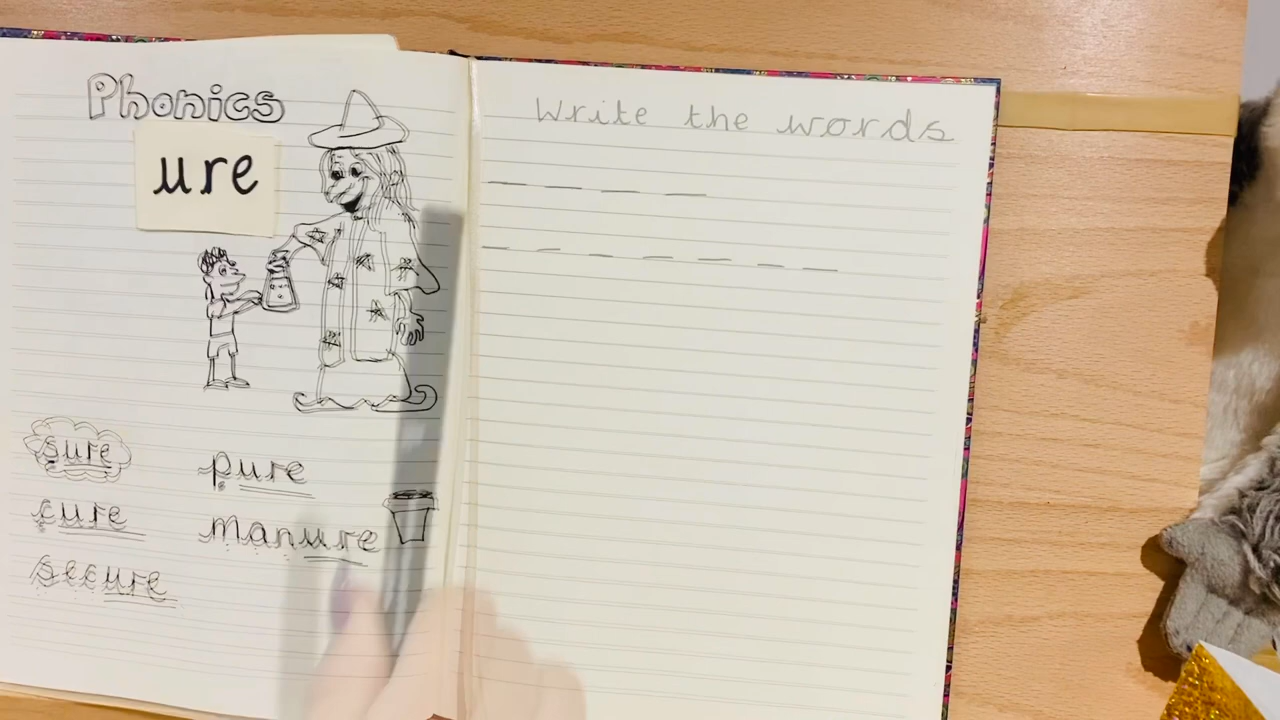 Phonics
ure
sure
pure
cure
manure
secure
Write the words